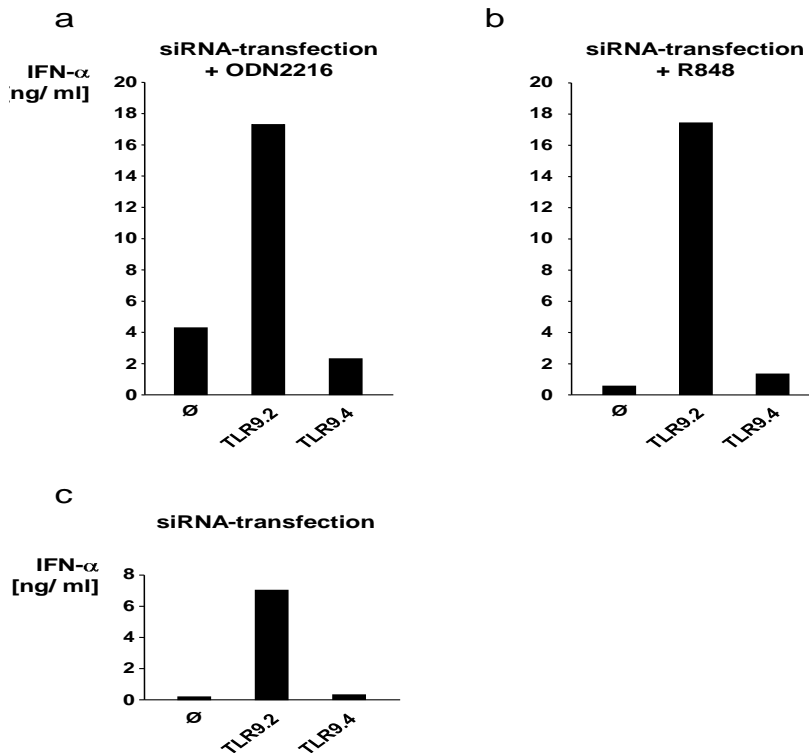 a
siRNA-transfection
+ ODN2216
IFN-α
[ng/ ml]
20
18
16
14
12
10
8
6
4
2
0
Ø
TLR9.2
TLR9.4
b
siRNA-transfection
+ R848
20
18
16
14
12
10
8
6
4
2
0
Ø
TLR9.2
TLR9.4
c
siRNA-transfection
IFN-α
[ng/ ml]
8
6
4
2
0
Ø
TLR9.2
TLR9.4